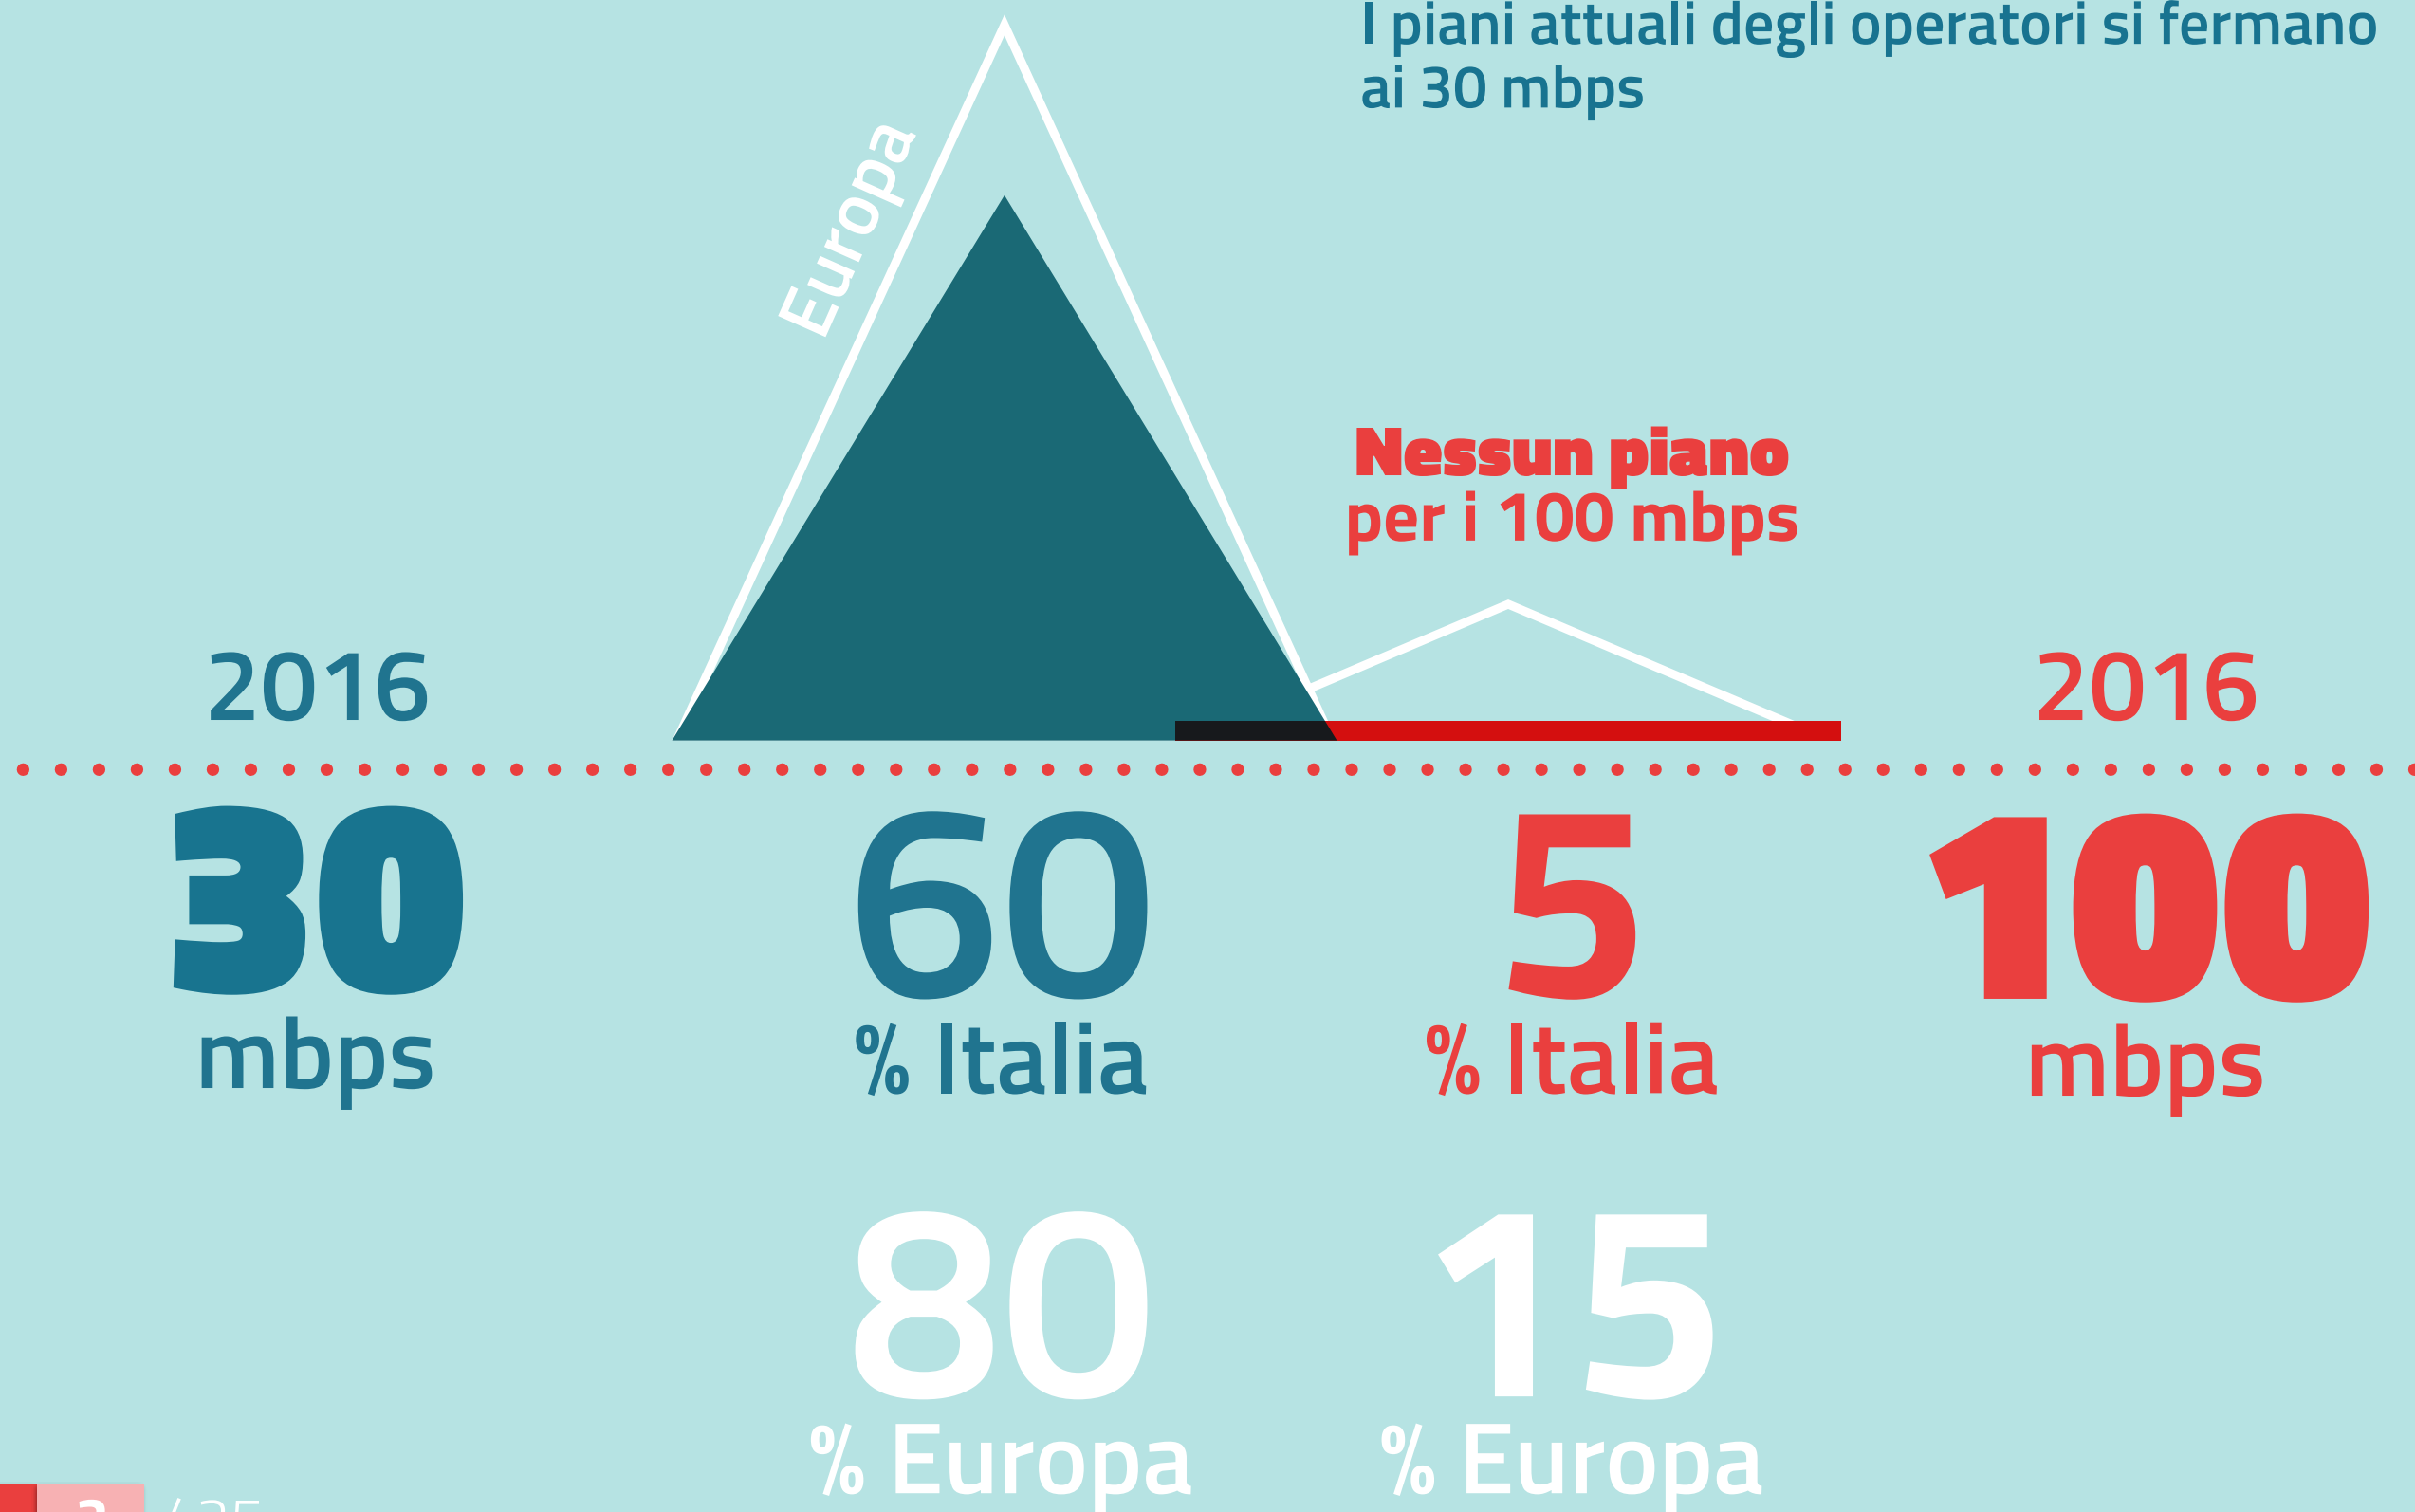 I piani attuali degli operatori si fermano
ai 30 mbps
Europa
Nessun piano
per i 100 mbps
2016
2016
30
mbps
60
% Italia
5
% Italia
100
mbps
80
% Europa
15
% Europa